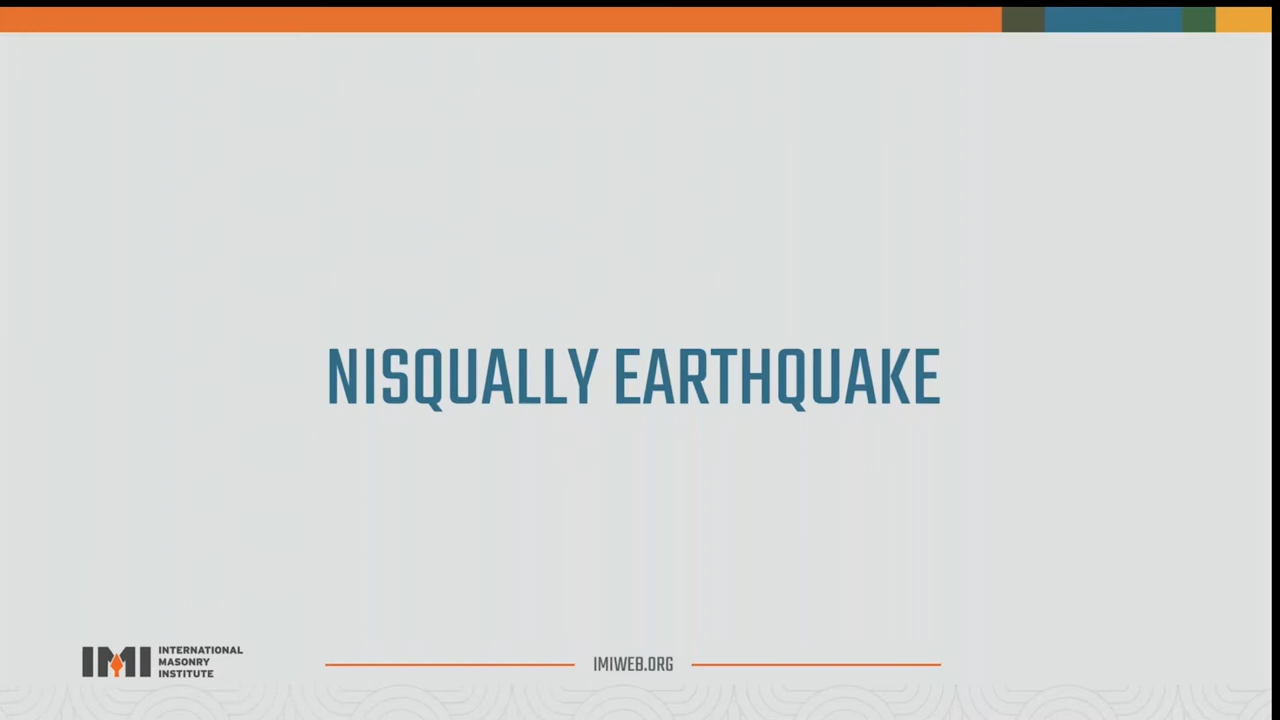 NISQUALLY EARTHQUAKE
IMI
INTERNATIONAL
MASONRY
INSTITUTE
IMIWEB.ORG